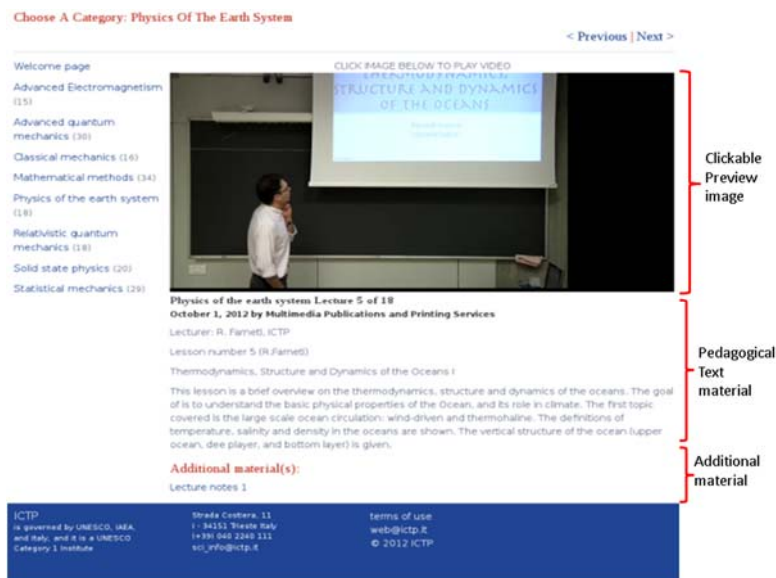 Choose A Category: Physics Of The Earth System
< Previous | Next >
Welcome page
Advanced Electromagnetism
(15)
Advanced quantum
mechanics (30)
Classical mechanics (16)
Mathematical methods (34)
Physics of the earth system
(18)
Relativistic quantum
mechanics (18)
Solid state physics (20)
Statistical mechanics (29)
CLICK IMAGE BELOW TO PLAY VIDEO
THERMODYNAMICS,
STRUCTURE AND DYNAMICS
OF THE OCEANS
Physics of the earth system Lecture 5 of 18
October 1, 2012 by Multimedia Publications and Printing Services
Lecturer: R. Farneti, ICTP
Lesson number 5 (R.Farneti)
Thermodynamics, Structure and Dynamics of the Oceans I
This lesson is a brief overview on the thermodynamics, structure and dynamics of the oceans. The goal
of is to understand the basic physical properties of the Ocean, and its role in climate. The first topic
covered is the large scale ocean circulation: wind-driven and thermohaline. The definitions of
temperature, salinity and density in the oceans are shown. The vertical structure of the ocean (upper
ocean, dee player, and bottom layer) is given.
Additional material(s):
Lecture notes 1
Clickable
Preview
image
Pedagogical
Text
material
Additional
material
ICTP
is governed by UNESCO, IAEA,
and Italy, and it is a UNESCO
Category 1 Institute
Strada Costiera, 11
I - 34151 Trieste Italy
(+39) 040 2240 111
sci_info@ictp.it
terms of use
web@ictp.it
© 2012 ICTP